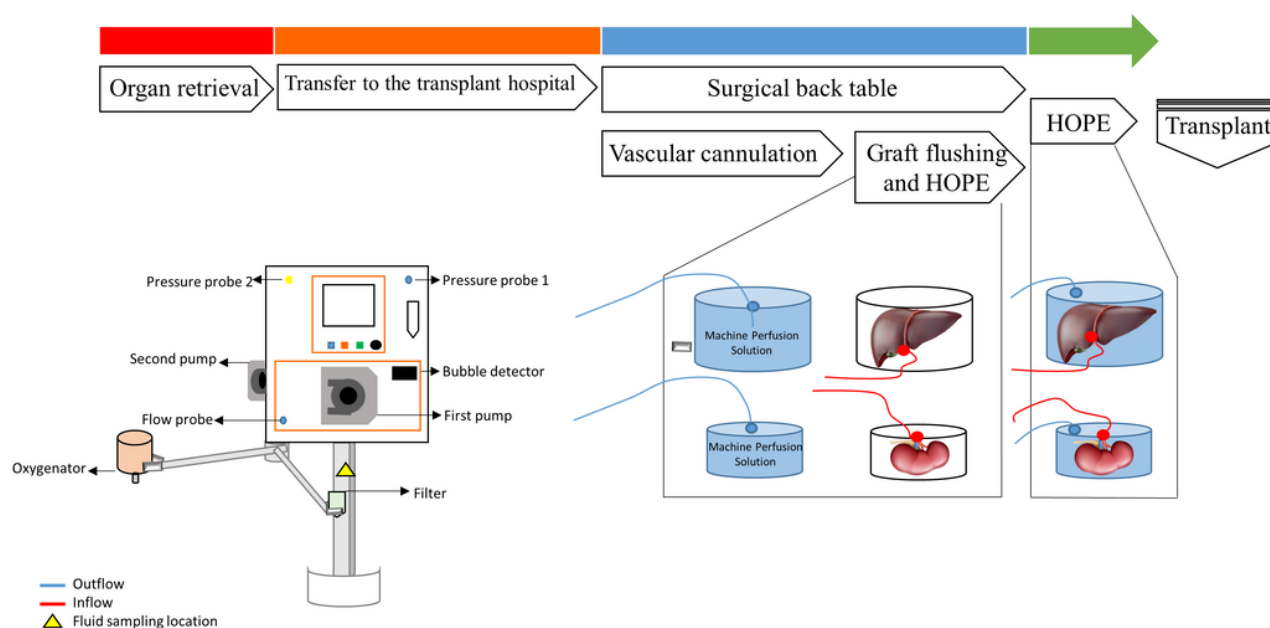 Organ retrieval
Transfer to the transplant hospital
Surgical back table
HOPE
Transplant
Vascular cannulation
Graft flushing
and HOPE
Pressure probe 2
Pressure probe 1
Second pump
Bubble detector
First pump
Flow probe
Oxygenator
Filter
Machine Perfusion
Solution
Machine Perfusion
Solution
Outflow
Inflow
Fluid sampling location